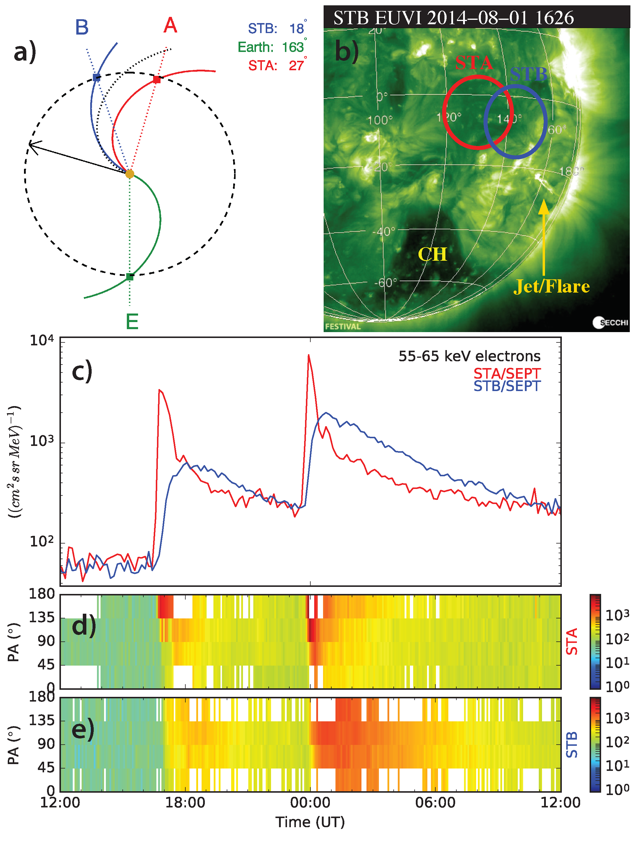 a)
B
A
STB: 18°
Earth: 163°
STA: 27°
E
STB EUVI 2014-08-01 1626
b)
20°
STA
STB
0°
100°
120°
140°
60°
180°
-40°
CH
-60°
Jet/Flare
FESTIVAL
SECCHI
c)
55-65 keV electrons
STA/SEPT
STB/SEPT
10⁴
10³
10²
((cm² s sr MeV)⁻¹
d)
PA (°)
180
135
90
45
0
STA
10³
10²
10¹
10⁰
e)
PA (°)
180
135
90
45
0
STB
10³
10²
10¹
10⁰
12:00
18:00
00:00
06:00
12:00
Time (UT)